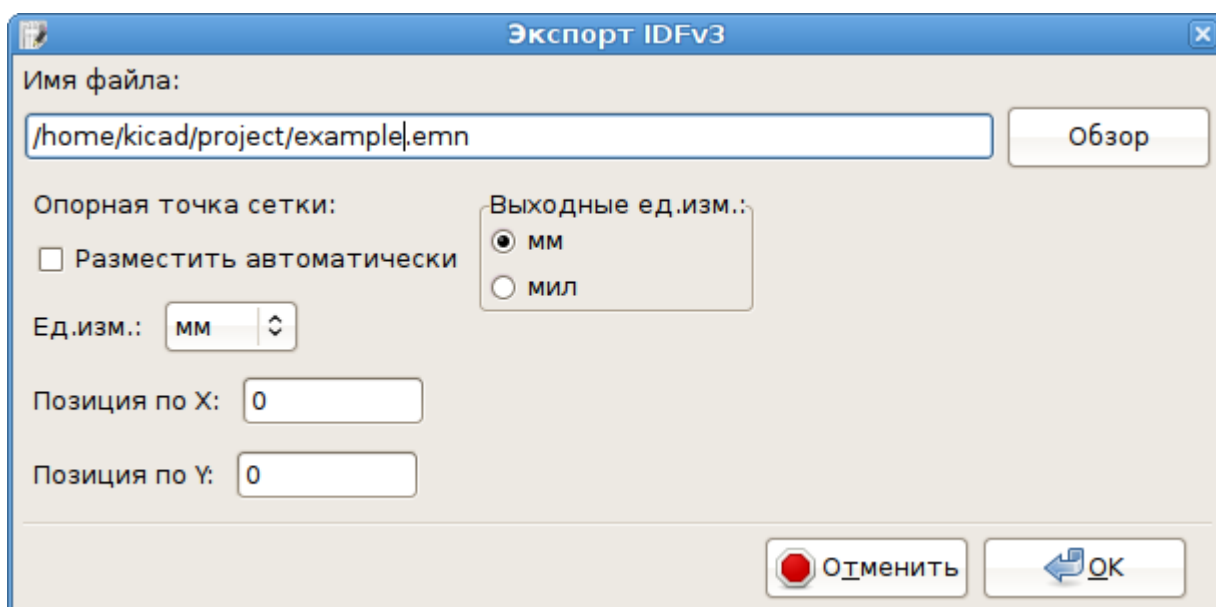 Экспорт IDFv3
Имя файла:
/home/kicad/project/example.emn
Обзор
Опорная точка сетки:
Выходные ед.изм.:
Разместить автоматически
мм
мил
Ед.изм.: мм
Позиция по X: 0
Позиция по Y: 0
Отменить
OK